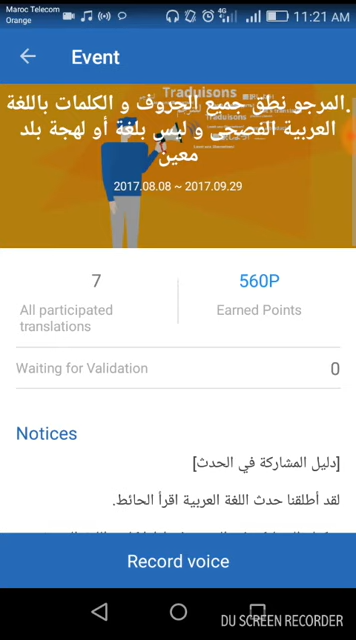 Maroc Telecom
Orange
4G
11:21 AM
Event
Traduisons
المرجو نطق جميع الحروف و الكلمات باللغة
العربية الفصحى و ليس بلغة أو لهجة بلد
معين
2017.08.08 ~ 2017.09.29
7
All participated
translations
560P
Earned Points
Waiting for Validation
0
Notices
[دليل المشاركة في الحدث]
لقد أطلقنا حدث اللغة العربية اقرأ الحائط.
Record voice
DU SCREEN RECORDER